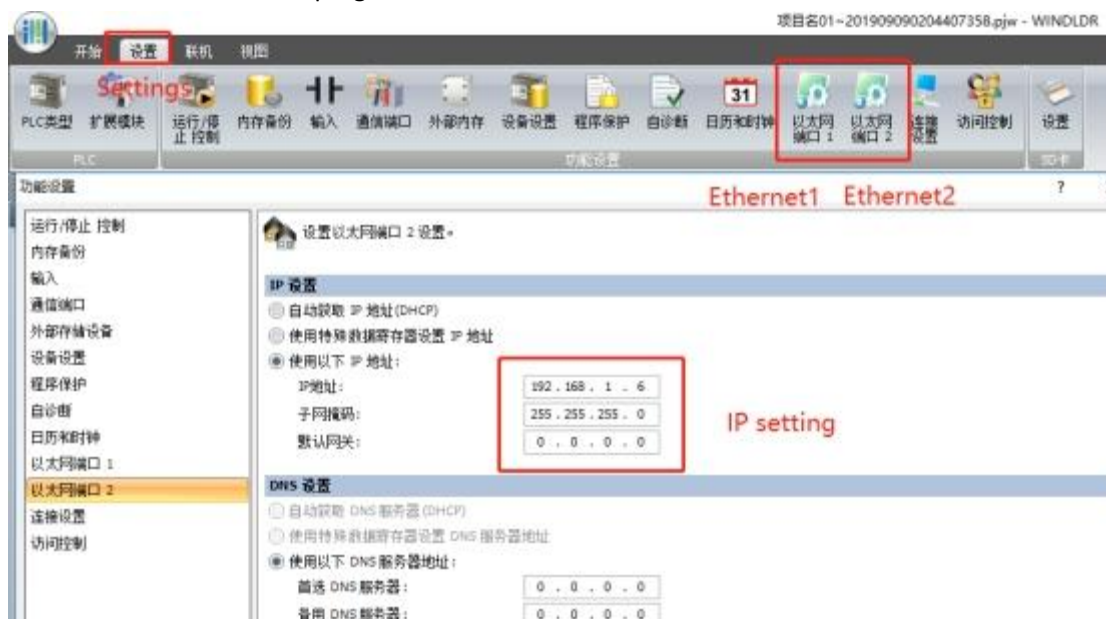 项目名01~201909090204407358.pjw - WINDLDR
开始 设置 联机 视图
Settings
PLC类型 扩展模块 运行/停止 控制 内存备份 输入 通信端口 外部内存 设备设置 程序保护 自诊断 日历和时钟 以太网端口 1 以太网端口 2 连接设置 访问控制 设置
PLC 功能设置 SD卡
功能设置 ?
Ethernet1 Ethernet2
运行/停止 控制
内存备份
输入
通信端口
外部存储设备
设备设置
程序保护
自诊断
日历和时钟
以太网端口 1
以太网端口 2
连接设置
访问控制
设置以太网端口 2 设置。
IP 设置
自动获取 IP 地址(DHCP)
使用特殊数据寄存器设置 IP 地址
使用以下 IP 地址:
IP地址: 192 . 168 . 1 . 6
子网掩码: 255 . 255 . 255 . 0
默认网关: 0 . 0 . 0 . 0
IP setting
DNS 设置
自动获取 DNS 服务器(DHCP)
使用特殊数据寄存器设置 DNS 服务器地址
使用以下 DNS 服务器地址:
首选 DNS 服务器: 0 . 0 . 0 . 0
备用 DNS 服务器: 0 . 0 . 0 . 0